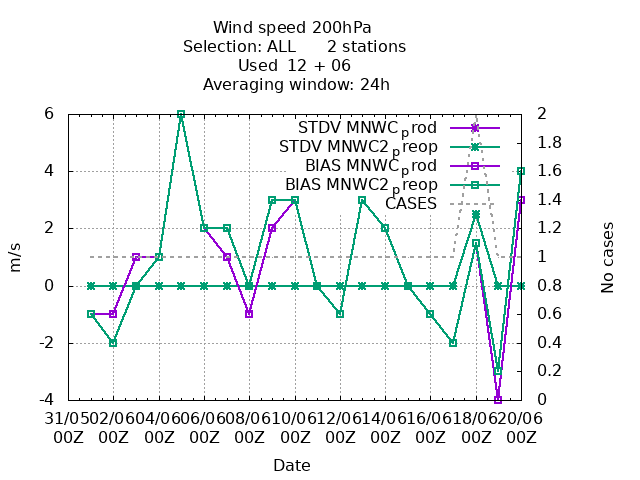 Wind speed 200hPa
Selection: ALL 2 stations
Used 12 + 06
Averaging window: 24h
STDV MNWCprod
STDV MNWC2preop
BIAS MNWCprod
BIAS MNWC2preop
CASES
6
4
2
0
-2
-4
m/s
2
1.8
1.6
1.4
1.2
1
0.8
0.6
0.4
0.2
0
No cases
31/05 02/06 04/06 06/06 08/06 10/06 12/06 14/06 16/06 18/06 20/06
00Z 00Z 00Z 00Z 00Z 00Z 00Z 00Z 00Z 00Z 00Z
Date